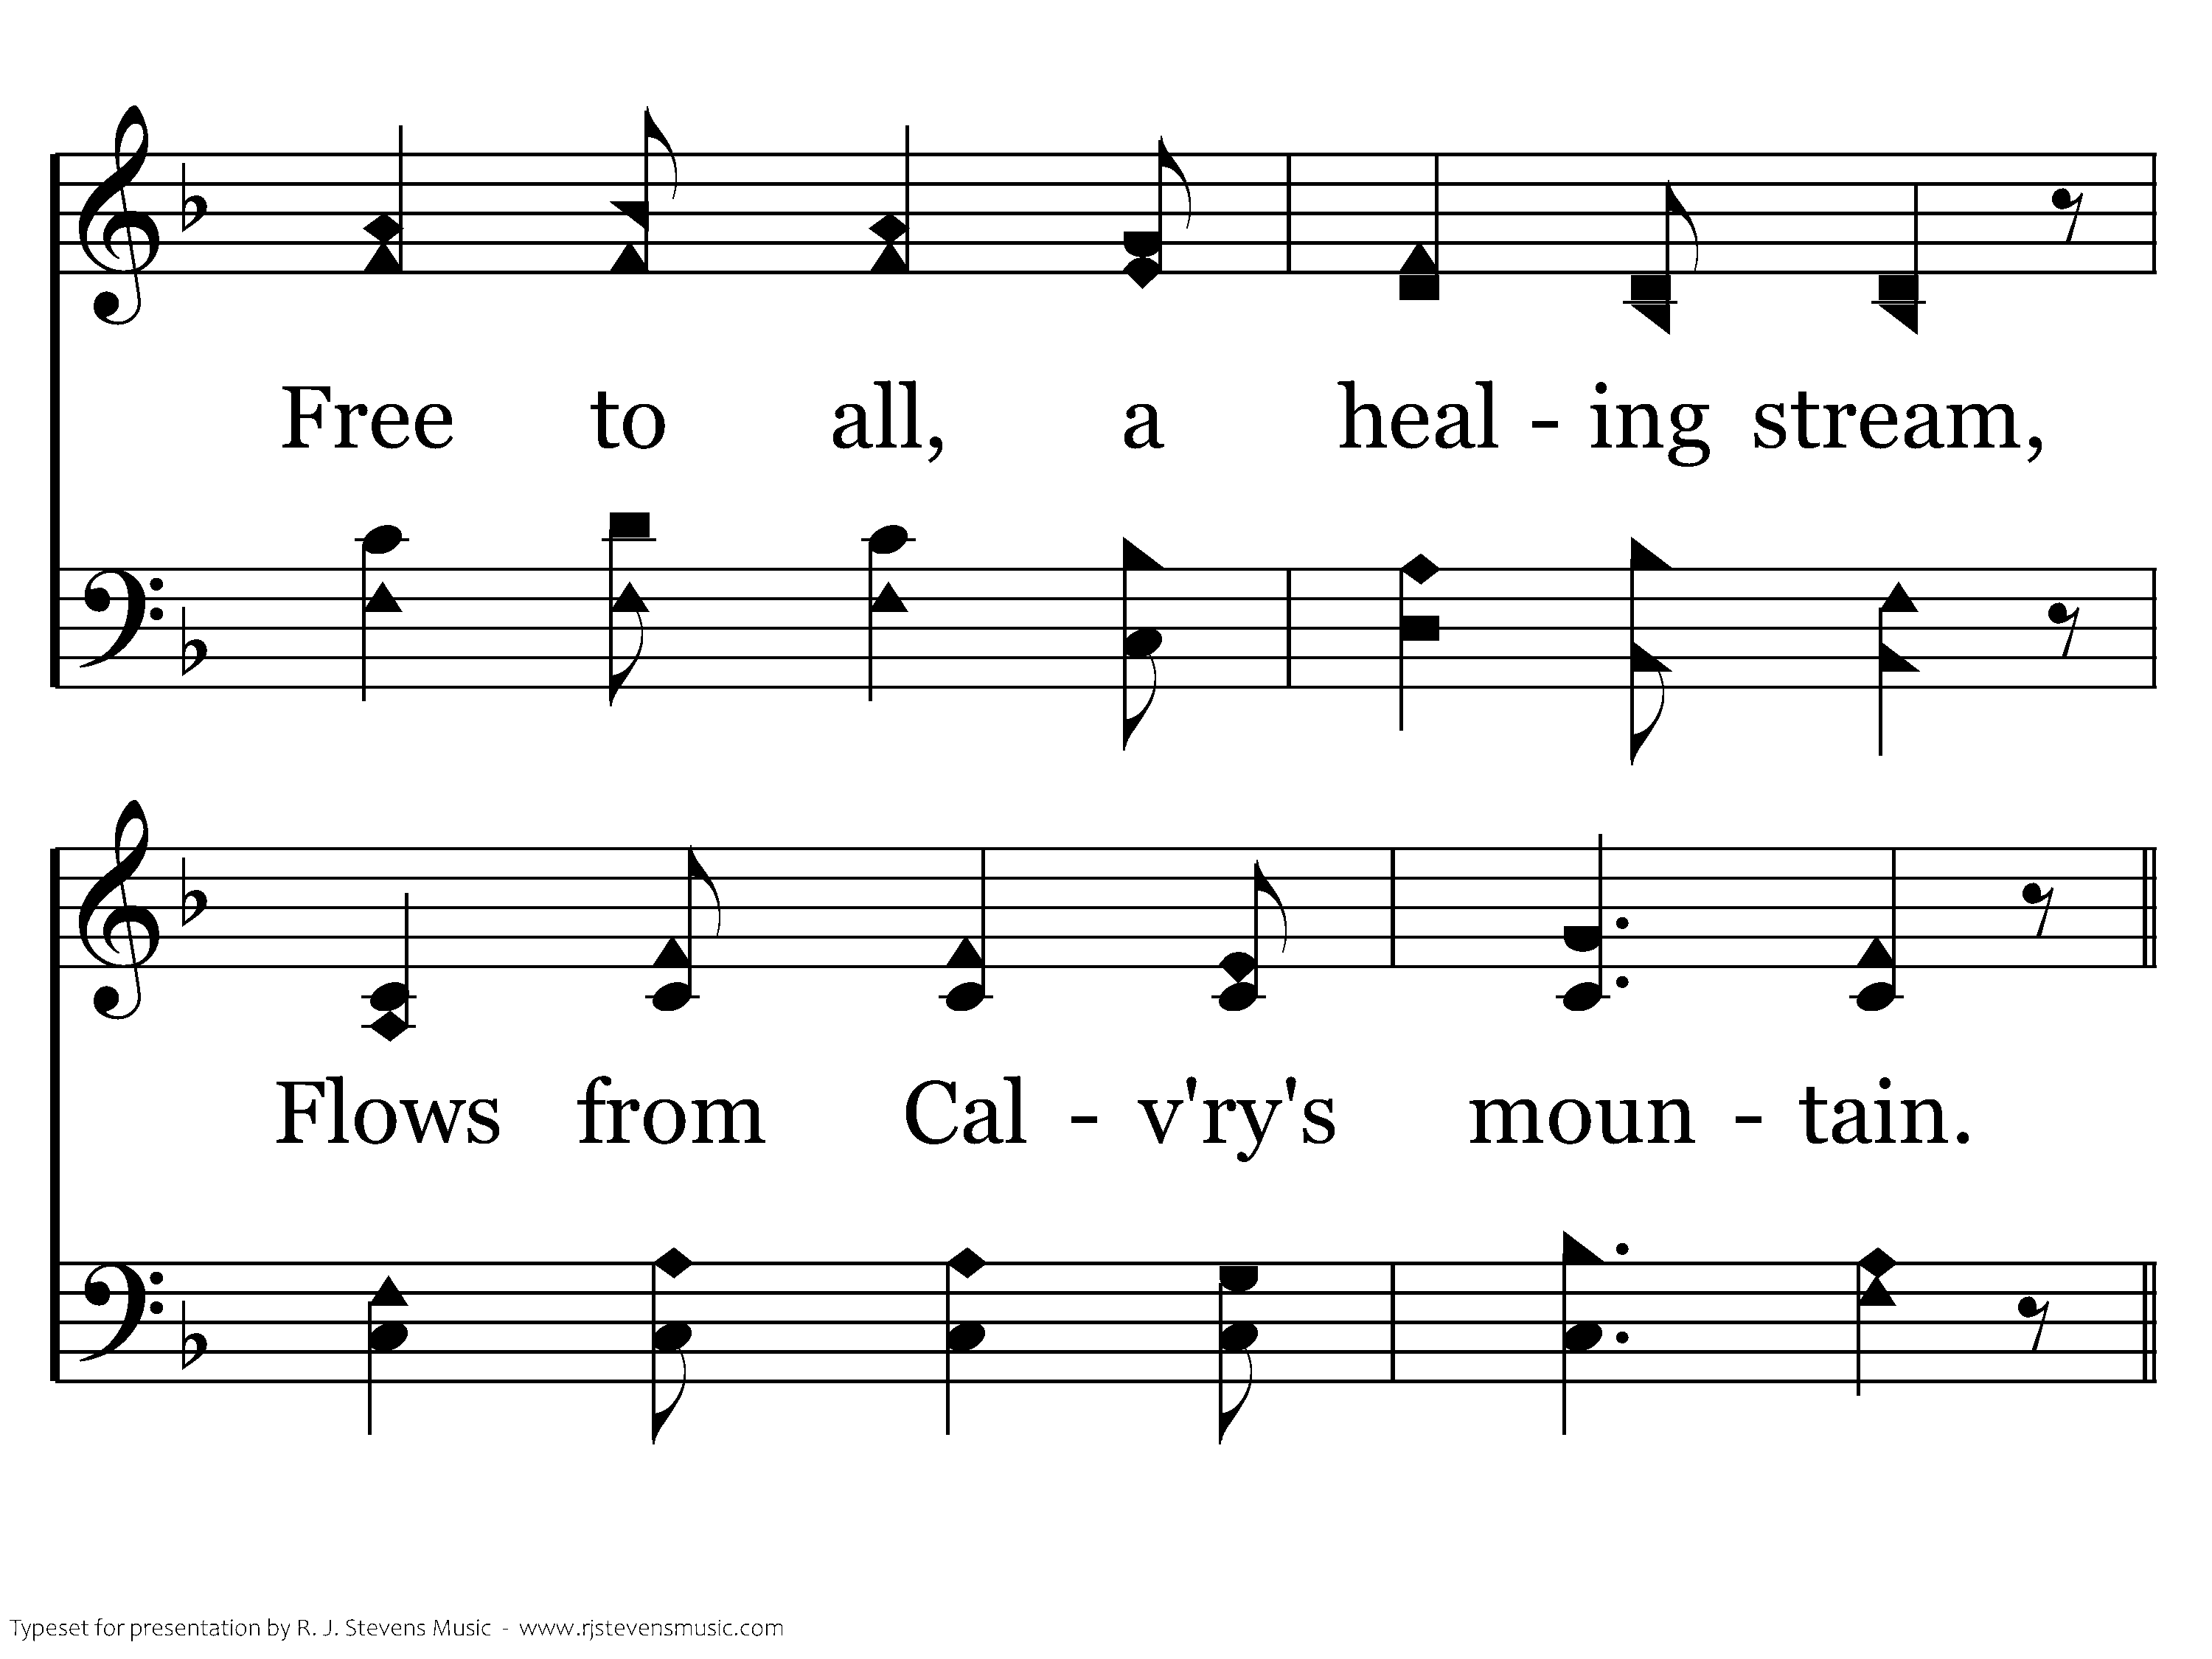 Free to all, a heal - ing stream,
Flows from Cal - v'ry's moun - tain.
Typeset for presentation by R. J. Stevens Music - www.rjstevensmusic.com